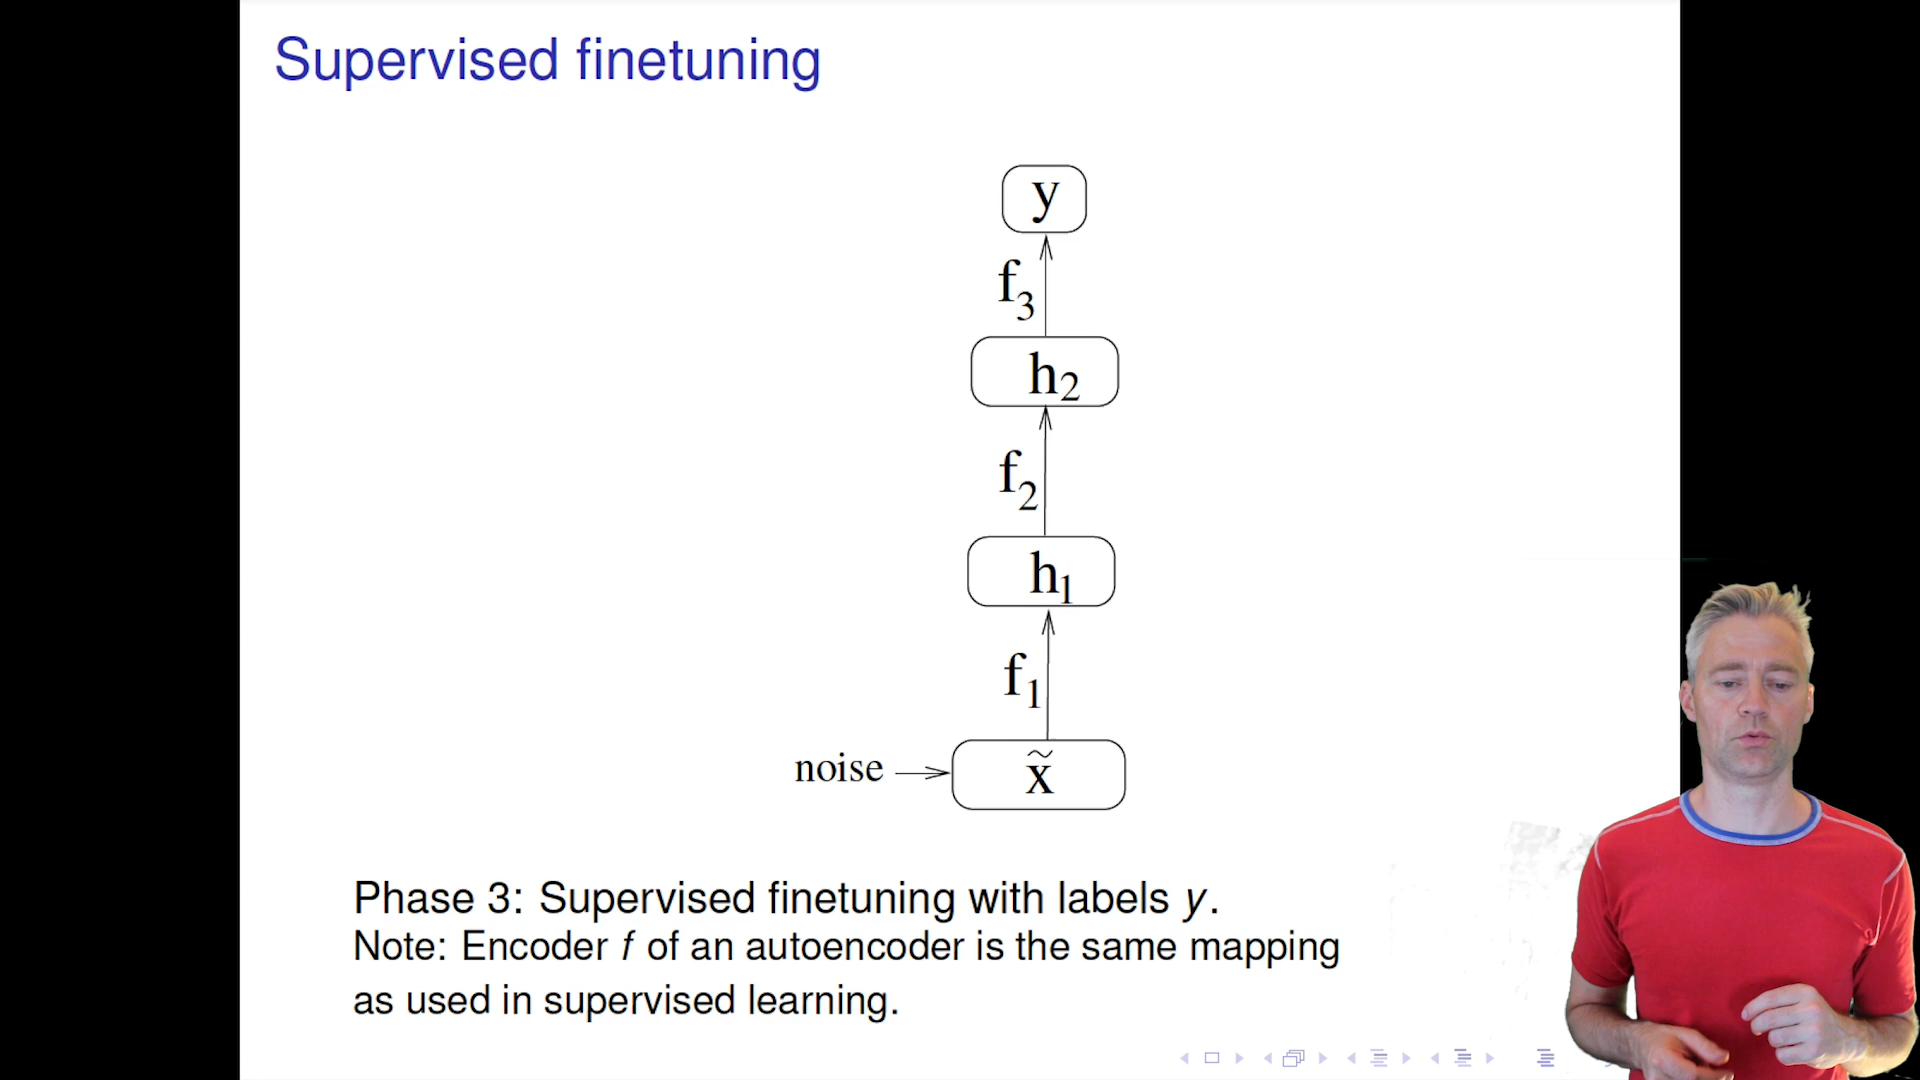 Supervised finetuning
y
f₃
h₂
f₂
h₁
f₁
noise
x̃
Phase 3: Supervised finetuning with labels y.
Note: Encoder f of an autoencoder is the same mapping
as used in supervised learning.